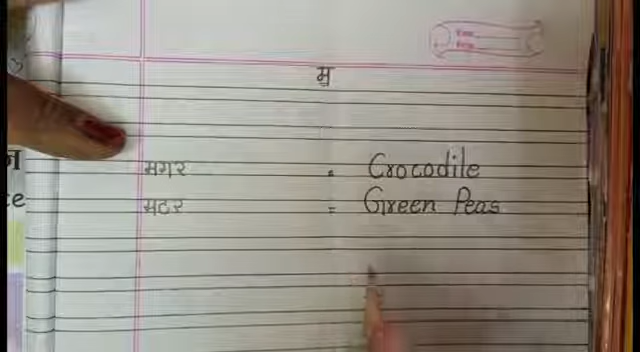 म
मगर = Crocodile
मटर = Green Peas